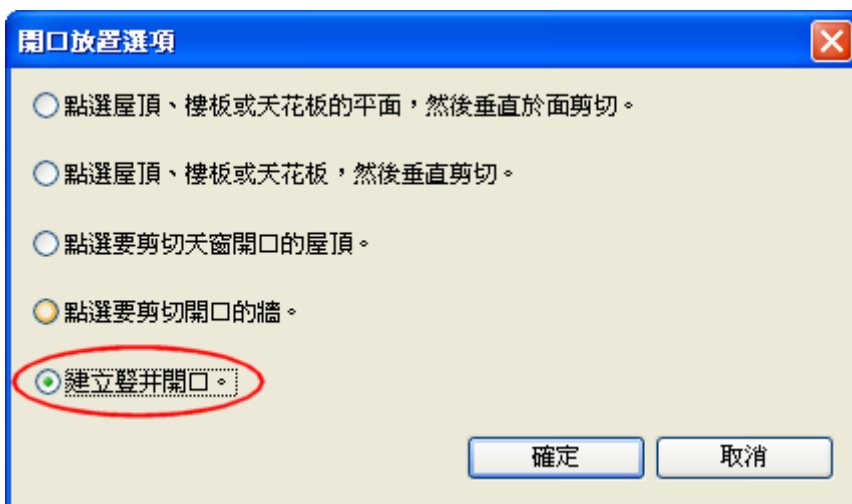 開口放置選項
點選屋頂、樓板或天花板的平面，然後垂直於面剪切。
點選屋頂、樓板或天花板，然後垂直剪切。
點選要剪切天窗開口的屋頂。
點選要剪切開口的牆。
建立豎井開口。
確定 取消